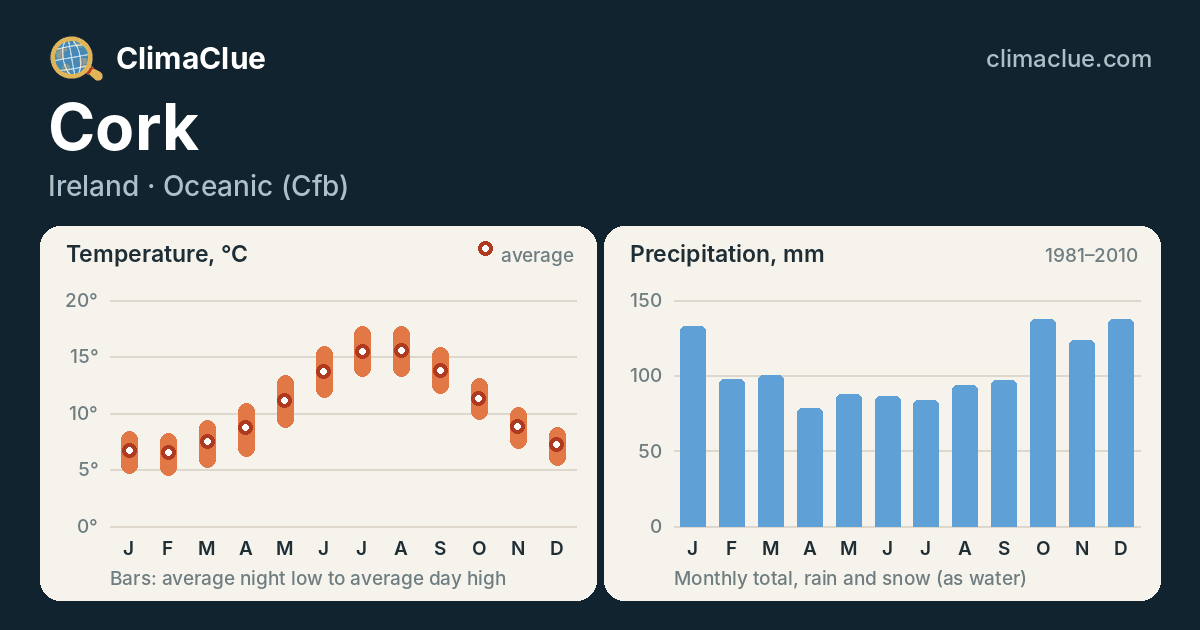 ClimaClue
climaclue.com
Cork
Ireland · Oceanic (Cfb)
Temperature, °C
average
20°
15°
10°
5°
0°
J F M A M J J A S O N D
Bars: average night low to average day high
Precipitation, mm
1981–2010
150
100
50
0
J F M A M J J A S O N D
Monthly total, rain and snow (as water)